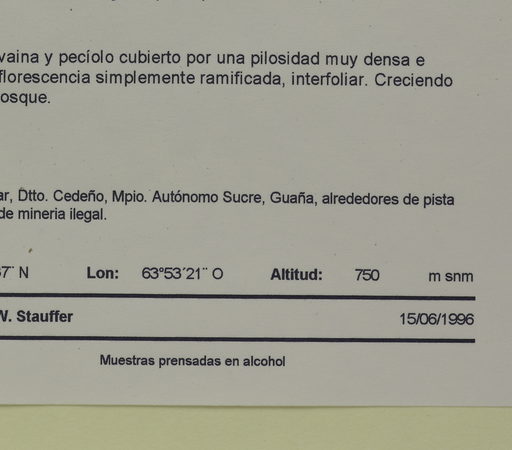 vaina y pecíolo cubierto por una pilosidad muy densa e
florescencia simplemente ramificada, interfoliar. Creciendo
osque.
ar, Dtto. Cedeño, Mpio. Autónomo Sucre, Guaña, alrededores de pista
de mineria ilegal.
7¨ N Lon: 63°53´21¨ O Altitud: 750 m snm
W. Stauffer 15/06/1996
Muestras prensadas en alcohol